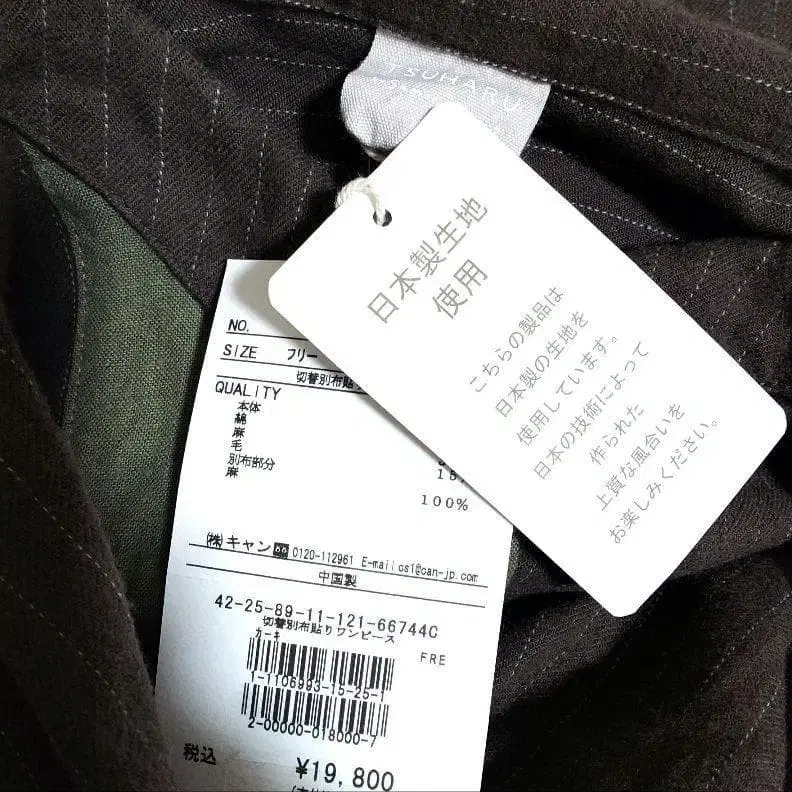 TSUHARU
日本製生地
使用
こちらの製品は
日本製の生地を
使用しています。
日本の技術によって
作られた
上質な風合いを
お楽しみください。
NO.
SIZE フリー
切替別布貼
QUALITY
本体
綿
麻
毛
別布部分
麻
100%
(株)キャン 0120-112961 E-mail cs1@can-jp.com
中国製
42-25-89-11-121-66744C
切替別布貼りワンピース
カーキ
FRE
1-1106993-15-25-1
2-00000-018000-7
税込 ¥19,800